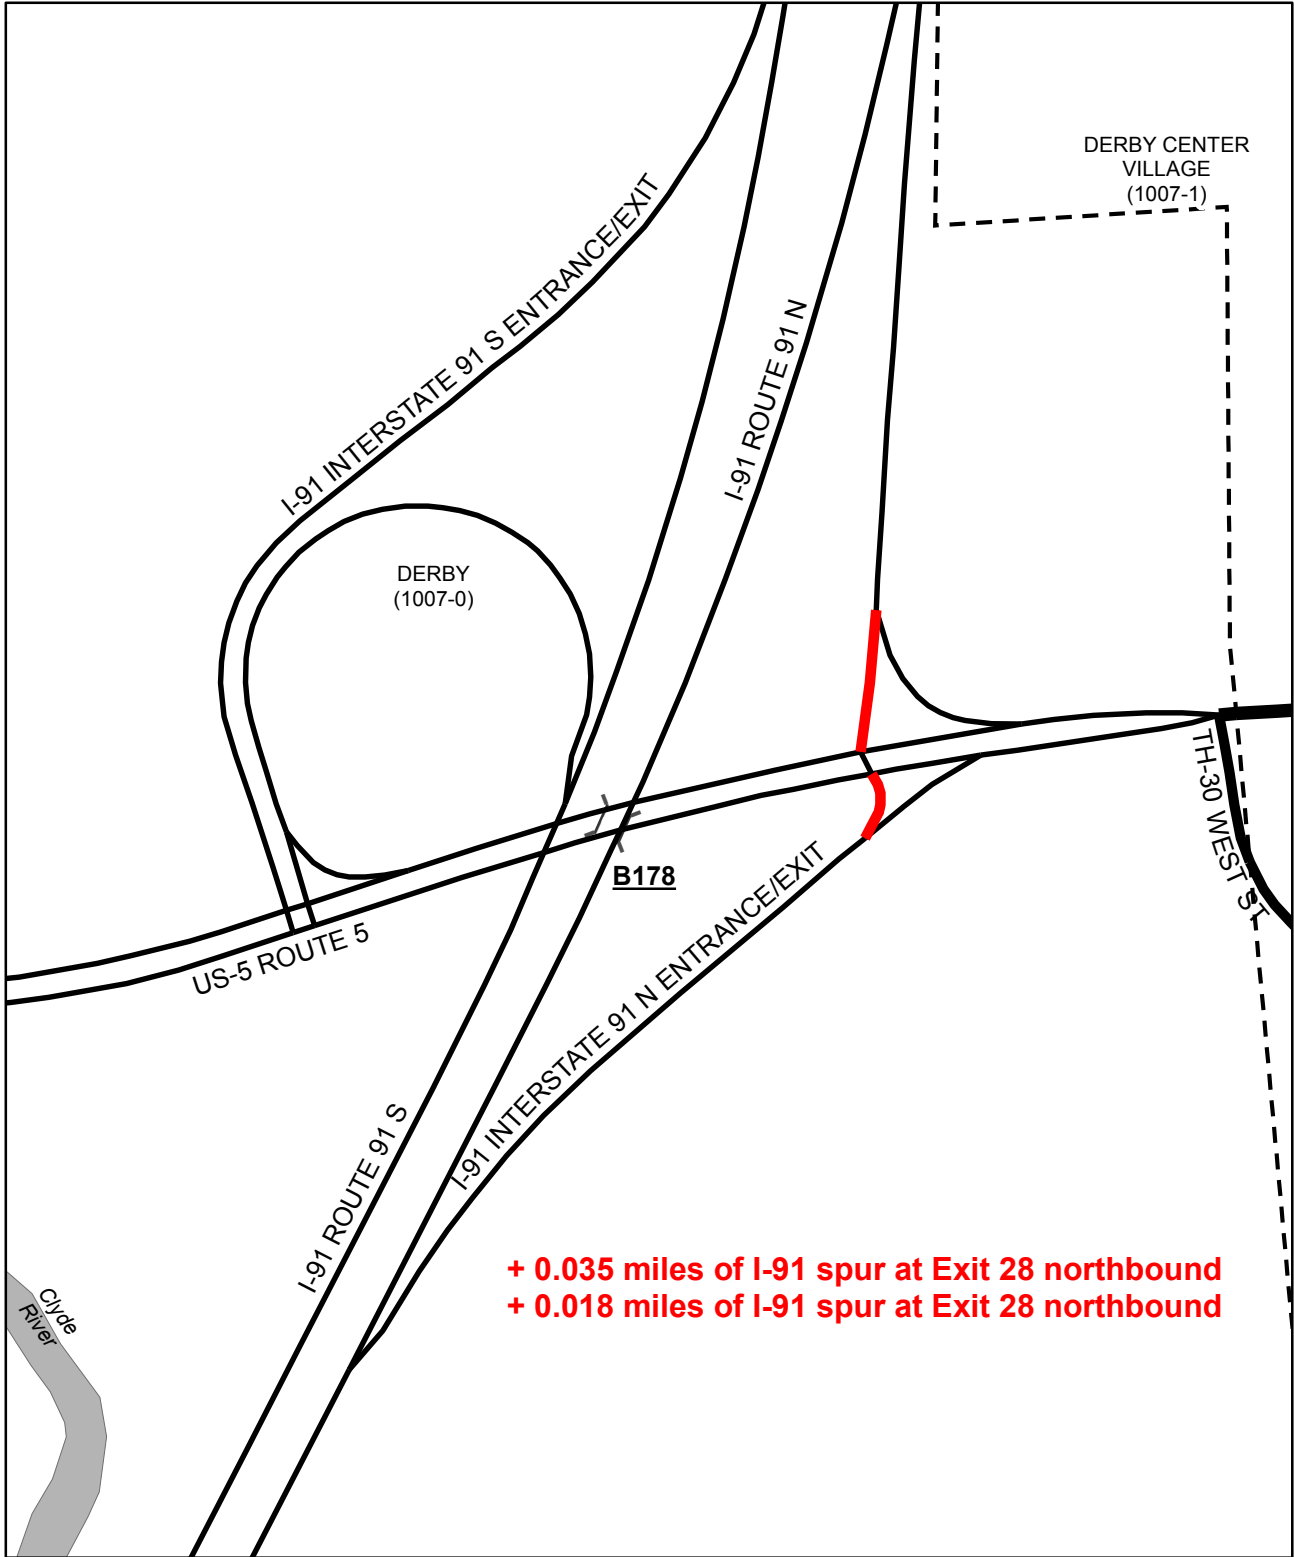 DERBY CENTER
VILLAGE
(1007-1)
I-91 INTERSTATE 91 S ENTRANCE/EXIT
I-91 ROUTE 91 N
DERBY
(1007-0)
TH-30 WEST ST
B178
US-5 ROUTE 5
I-91 INTERSTATE 91 N ENTRANCE/EXIT
I-91 ROUTE 91 S
+ 0.035 miles of I-91 spur at Exit 28 northbound
+ 0.018 miles of I-91 spur at Exit 28 northbound
Clyde
River